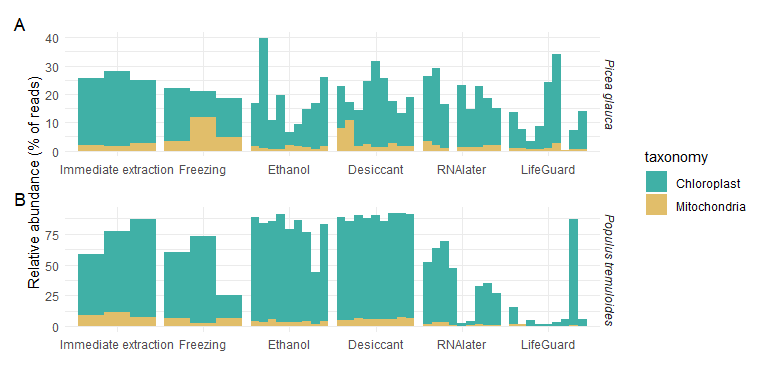 A
40
30
20
10
0
Immediate extraction Freezing Ethanol Desiccant RNAlater LifeGuard
Picea glauca
Relative abundance (% of reads)
taxonomy
Chloroplast
Mitochondria
B
75
50
25
0
Immediate extraction Freezing Ethanol Desiccant RNAlater LifeGuard
Populus tremuloides